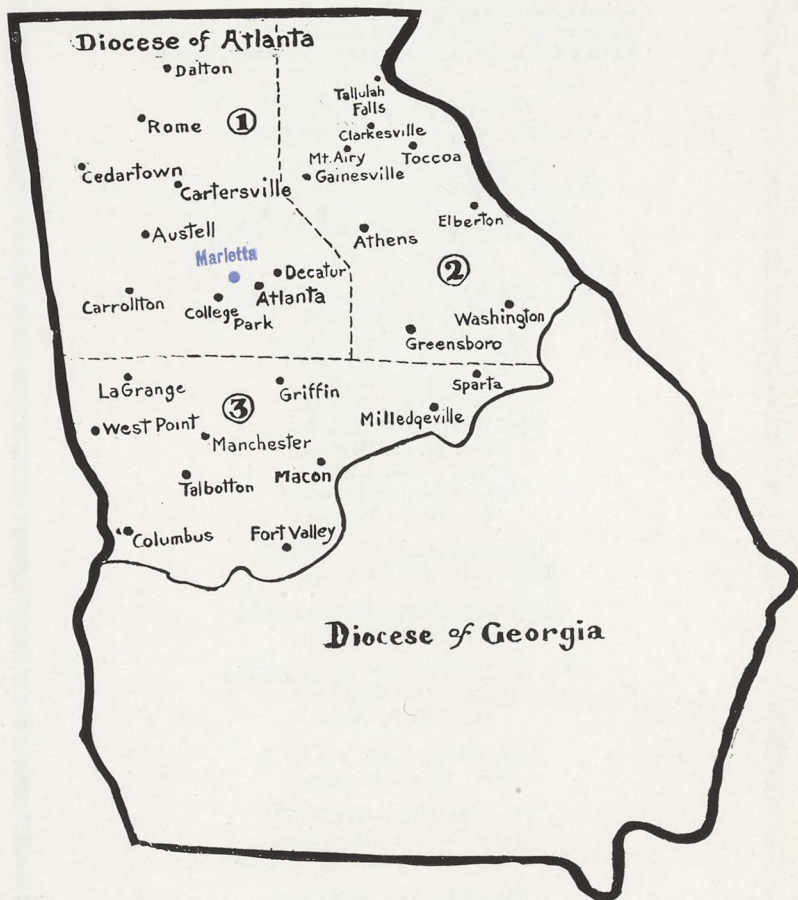 Diocese of Atlanta
Dalton
Tallulah
Falls
Rome
1
Clarkesville
Mt. Airy
Toccoa
Cedartown
Gainesville
Cartersville
Elberton
Austell
Athens
Marietta
2
Decatur
Carrollton
College
Park
Atlanta
Washington
Greensboro
LaGrange
3
Griffin
Sparta
West Point
Manchester
Milledgeville
Talbotton
Macon
Columbus
Fort Valley
Diocese of Georgia